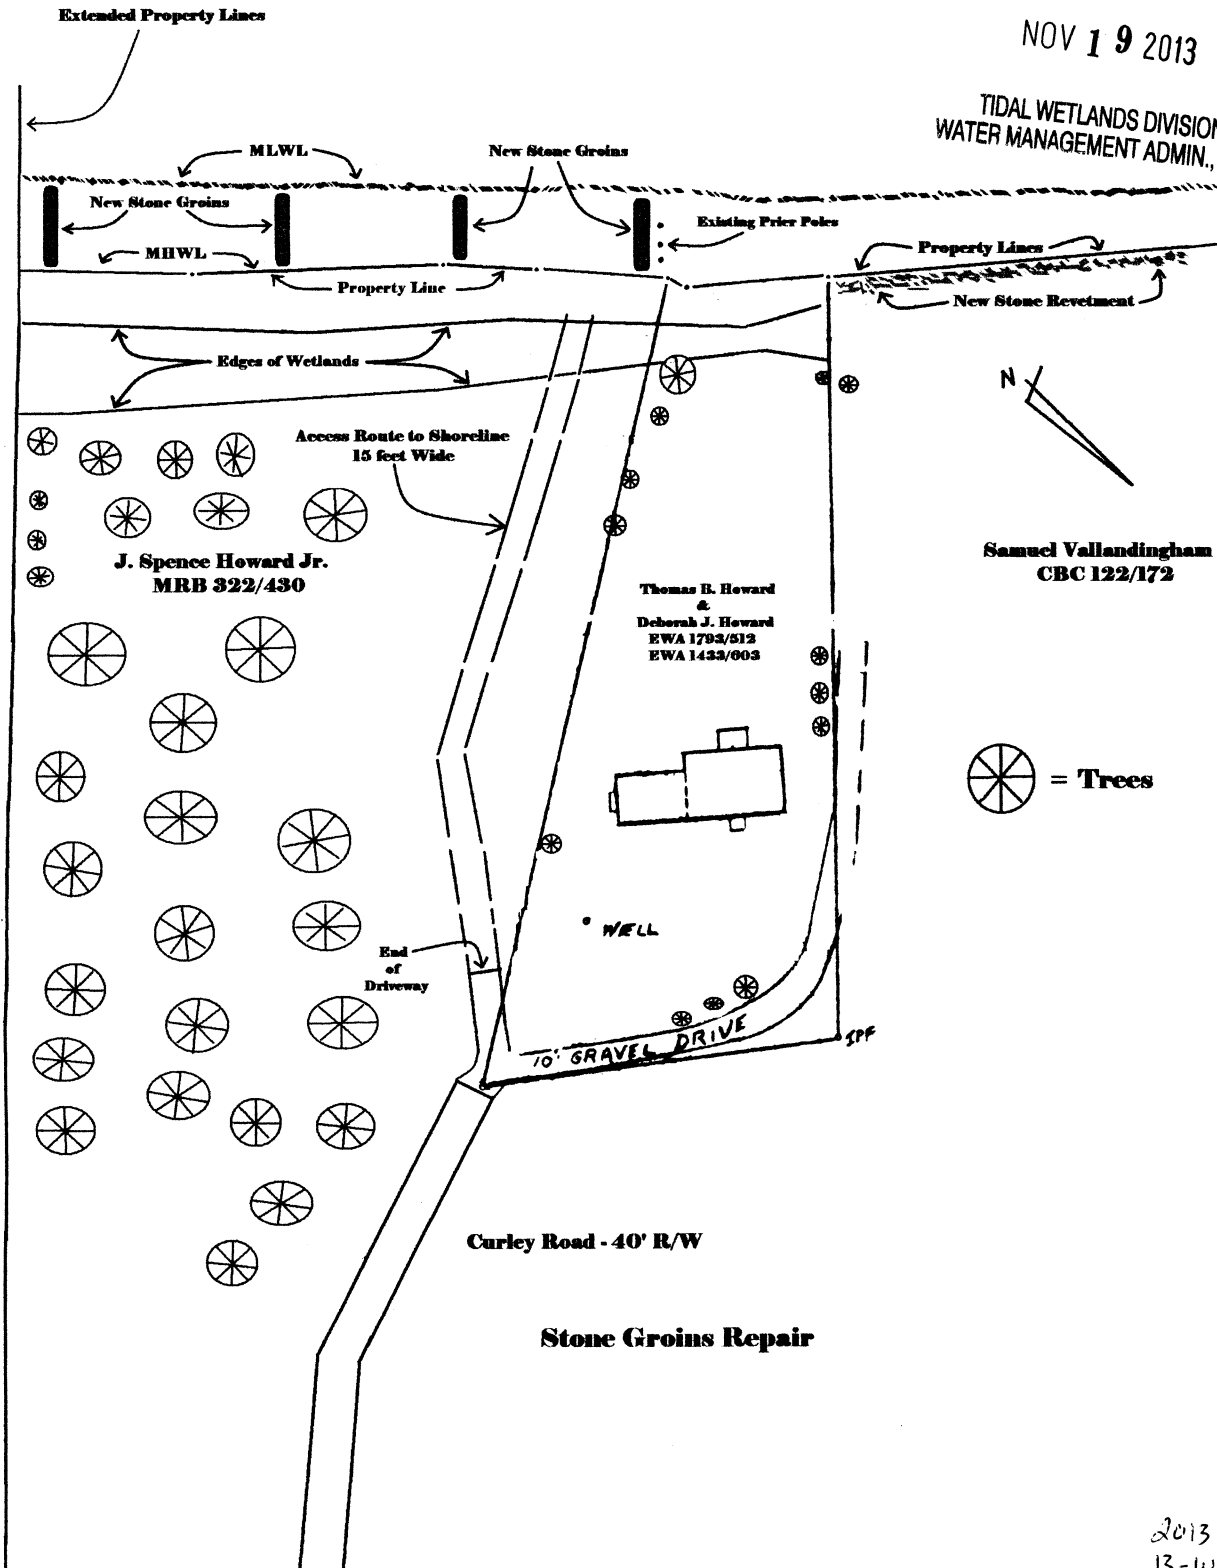 Extended Property Lines
NOV 19 2013
TIDAL WETLANDS DIVISION
WATER MANAGEMENT ADMIN.,
MLWL
New Stone Groins
New Stone Groins
Existing Prier Poles
MHWL
Property Lines
Property Line
New Stone Revetment
Edges of Wetlands
N
Access Route to Shoreline
15 feet Wide
J. Spence Howard Jr.
MRB 322/430
Samuel Vallandingham
CBC 122/172
Thomas B. Howard
&
Deborah J. Howard
EWA 1793/512
EWA 1433/603
= Trees
WELL
End
of
Driveway
10' GRAVEL DRIVE
IPF
Curley Road - 40' R/W
Stone Groins Repair
2013